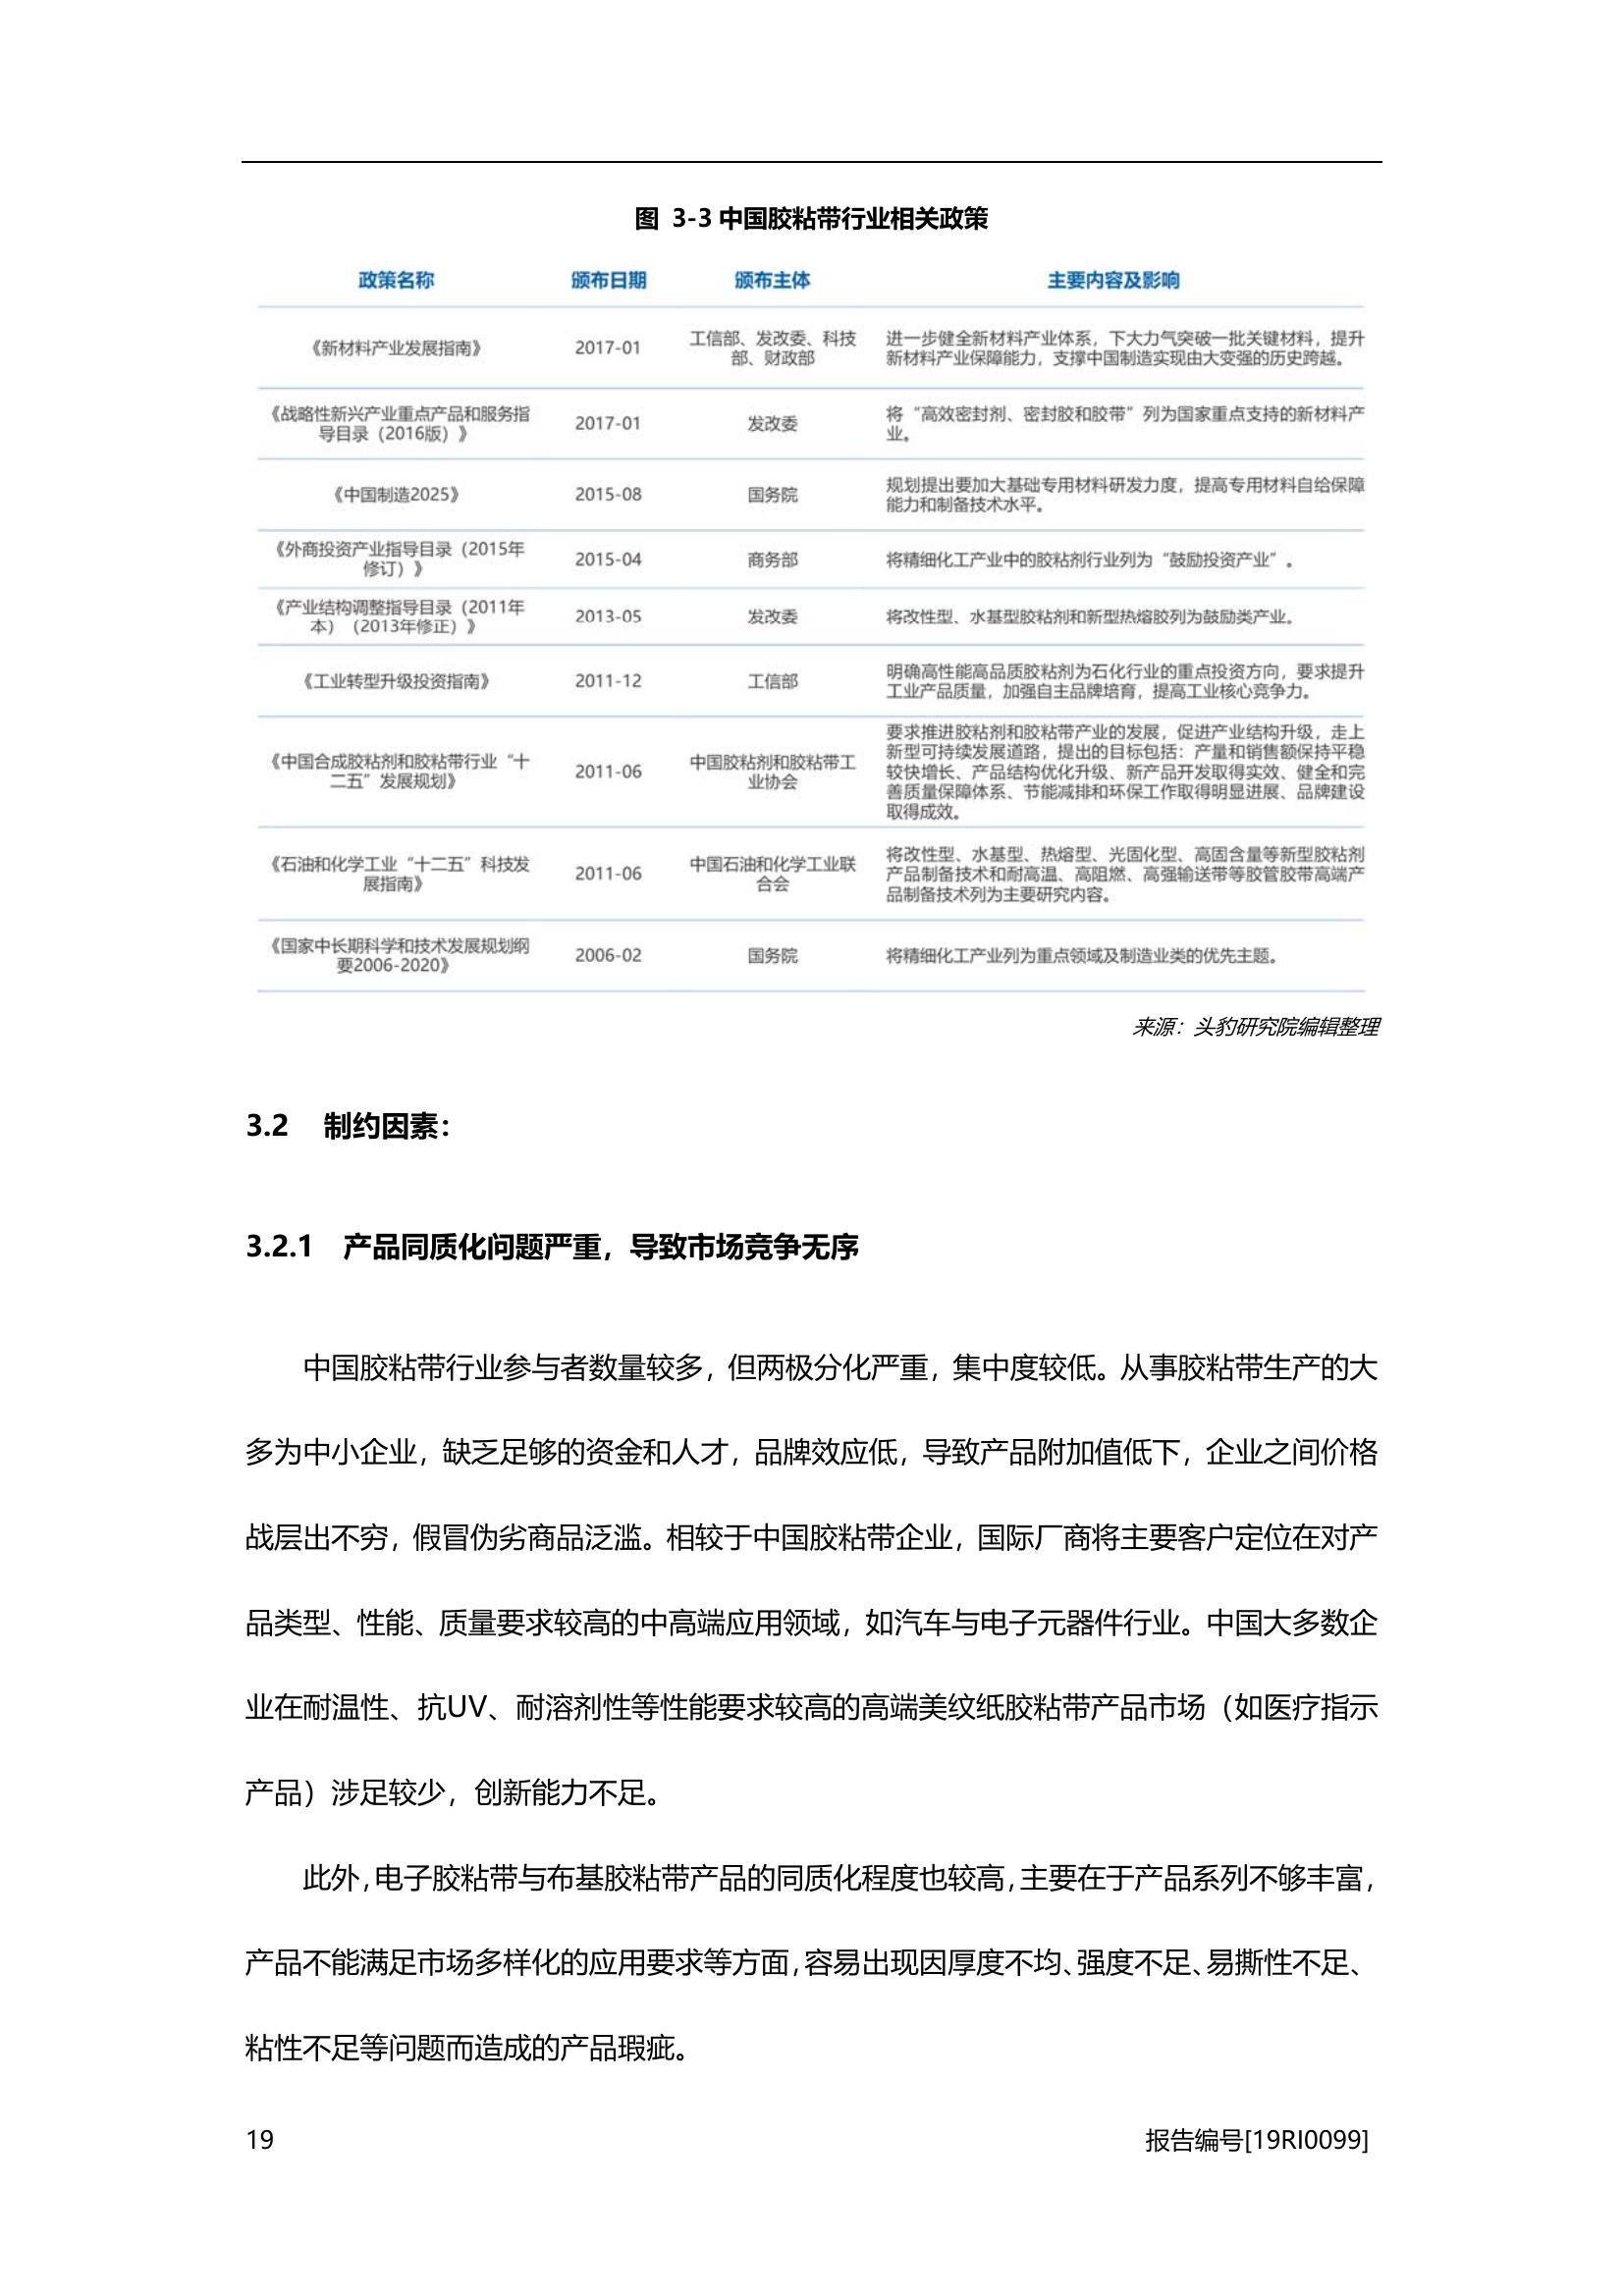 图 3-3 中国胶粘带行业相关政策
政策名称 颁布日期 颁布主体 主要内容及影响
《新材料产业发展指南》 2017-01 工信部、发改委、科技
部、财政部
进一步健全新材料产业体系，下大力气突破一批关键材料，提升
新材料产业保障能力，支撑中国制造实现由大变强的历史跨越。
《战略性新兴产业重点产品和服务指
导目录（2016版）》
2017-01 发改委
将“高效密封剂、密封胶和胶带”列为国家重点支持的新材料产
业。
《中国制造2025》 2015-08 国务院
规划提出要加大基础专用材料研发力度，提高专用材料自给保障
能力和制备技术水平。
《外商投资产业指导目录（2015年
修订）》
2015-04 商务部 将精细化工产业中的胶粘剂行业列为“鼓励投资产业”。
《产业结构调整指导目录（2011年
本）（2013年修正）》
2013-05 发改委 将改性型、水基型胶粘剂和新型热熔胶列为鼓励类产业。
《工业转型升级投资指南》 2011-12 工信部
明确高性能高品质胶粘剂为石化行业的重点投资方向，要求提升
工业产品质量，加强自主品牌培育，提高工业核心竞争力。
《中国合成胶粘剂和胶粘带行业“十
二五”发展规划》
2011-06
中国胶粘剂和胶粘带工
业协会
要求推进胶粘剂和胶粘带产业的发展，促进产业结构升级，走上
新型可持续发展道路，提出的目标包括：产量和销售额保持平稳
较快增长、产品结构优化升级、新产品开发取得实效、健全和完
善质量保障体系、节能减排和环保工作取得明显进展、品牌建设
取得成效。
《石油和化学工业“十二五”科技发
展指南》
2011-06
中国石油和化学工业联
合会
将改性型、水基型、热熔型、光固化型、高固含量等新型胶粘剂
产品制备技术和耐高温、高阻燃、高强输送带等胶管胶带高端产
品制备技术列为主要研究内容。
《国家中长期科学和技术发展规划纲
要2006-2020》
2006-02 国务院 将精细化工产业列为重点领域及制造业类的优先主题。
来源：头豹研究院编辑整理
3.2 制约因素：
3.2.1 产品同质化问题严重，导致市场竞争无序
中国胶粘带行业参与者数量较多，但两极分化严重，集中度较低。从事胶粘带生产的大
多为中小企业，缺乏足够的资金和人才，品牌效应低，导致产品附加值低下，企业之间价格
战层出不穷，假冒伪劣商品泛滥。相较于中国胶粘带企业，国际厂商将主要客户定位在对产
品类型、性能、质量要求较高的中高端应用领域，如汽车与电子元器件行业。中国大多数企
业在耐温性、抗UV、耐溶剂性等性能要求较高的高端美纹纸胶粘带产品市场（如医疗指示
产品）涉足较少，创新能力不足。
此外，电子胶粘带与布基胶粘带产品的同质化程度也较高，主要在于产品系列不够丰富，
产品不能满足市场多样化的应用要求等方面，容易出现因厚度不均、强度不足、易撕性不足、
粘性不足等问题而造成的产品瑕疵。
19 报告编号[19RI0099]